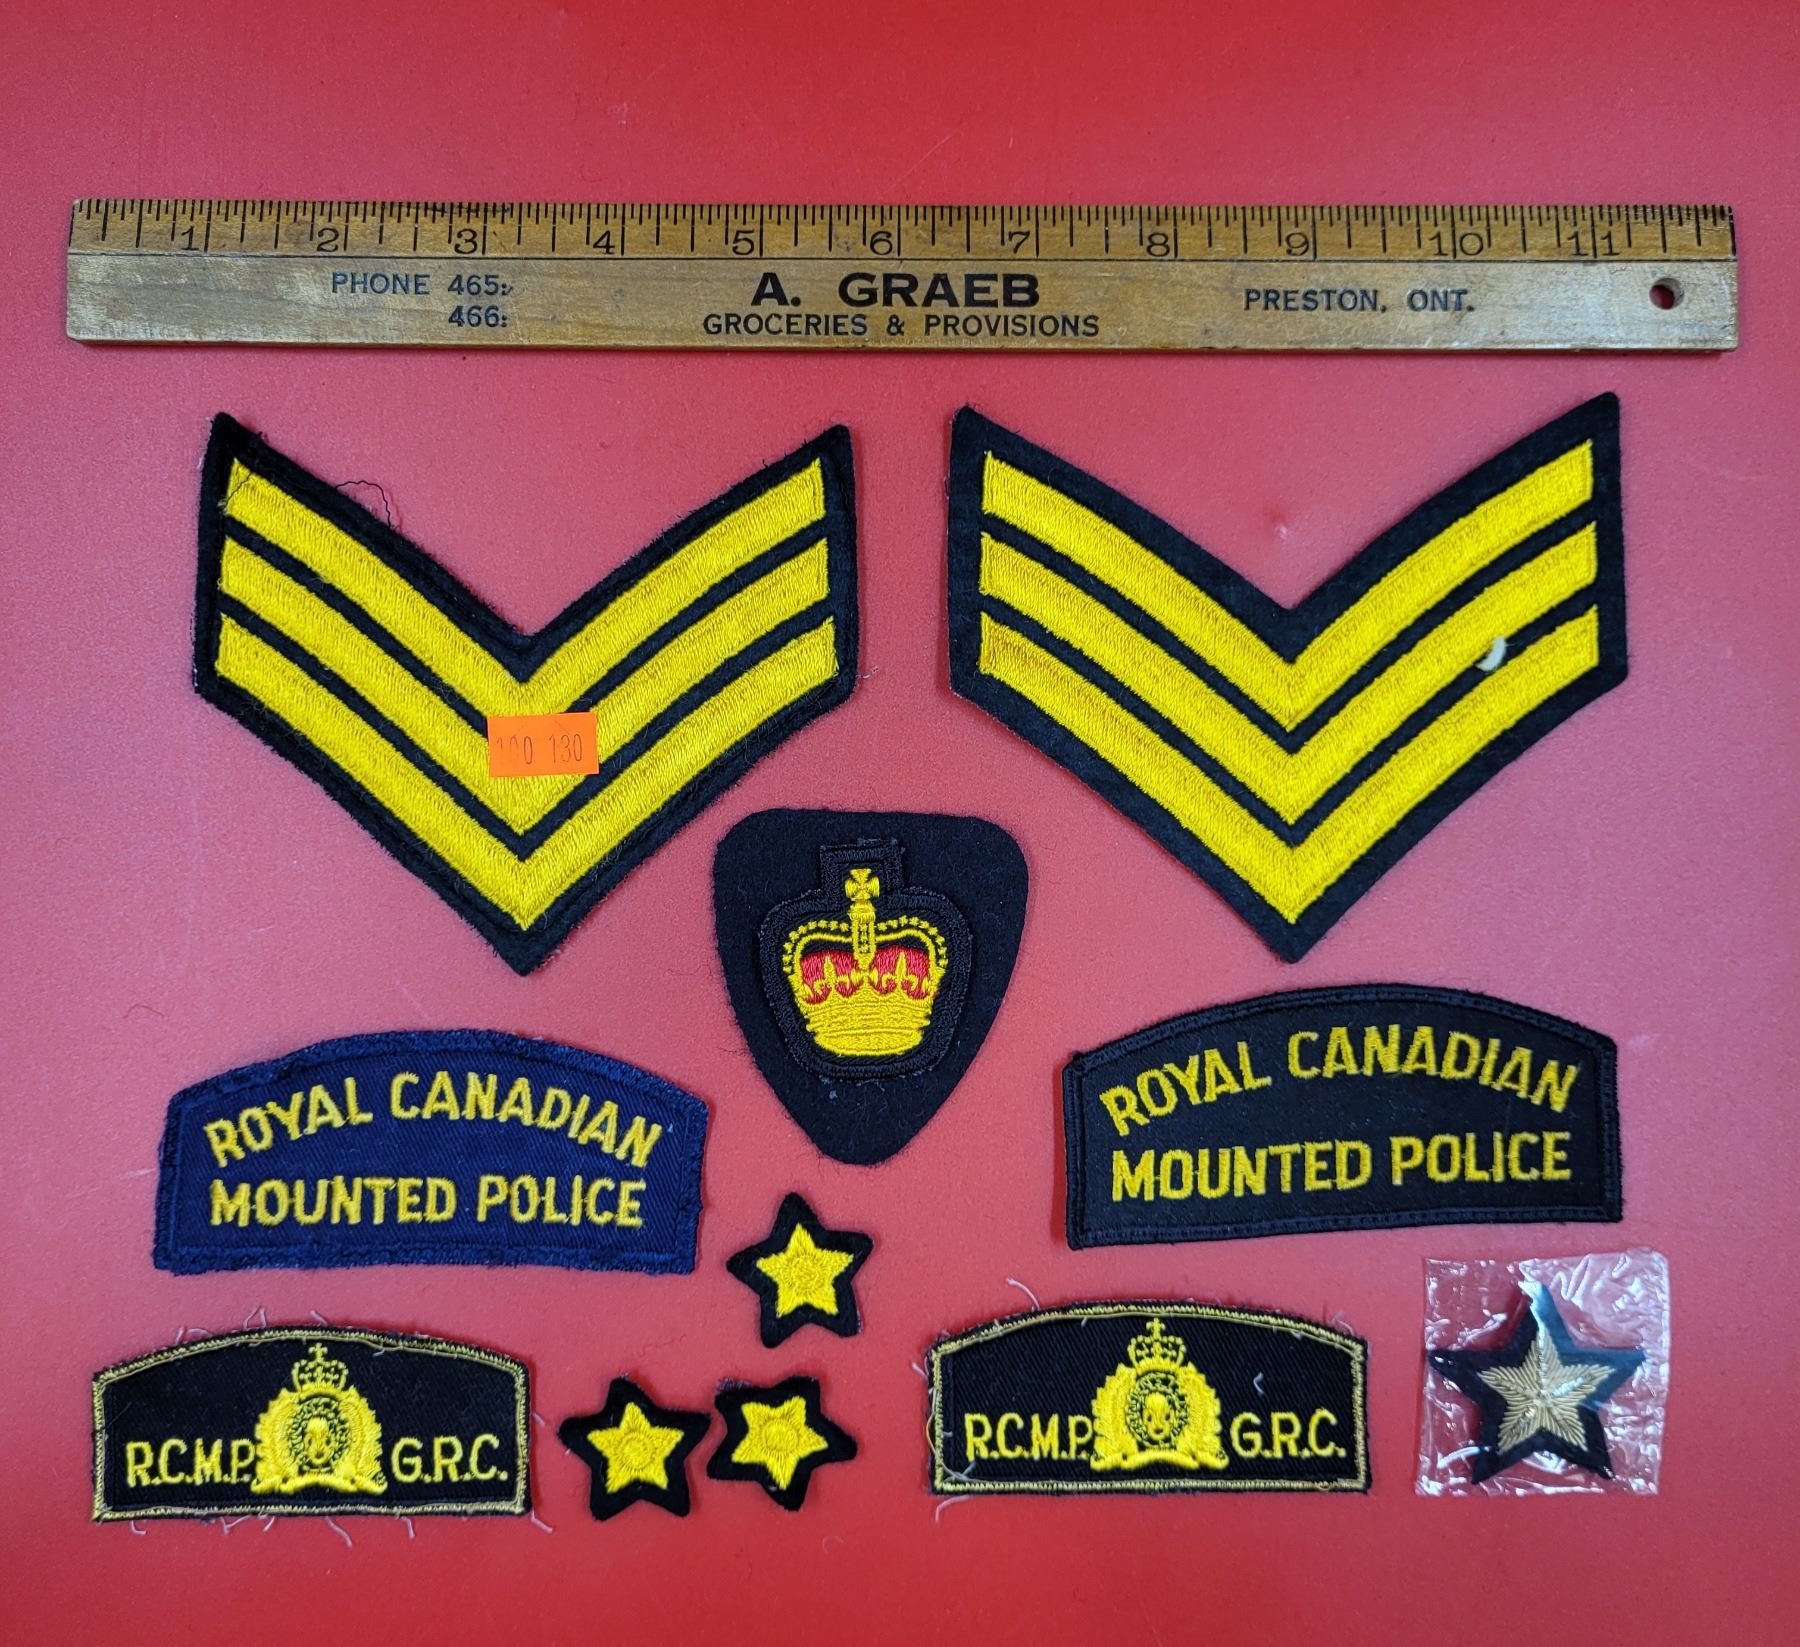 1 2 3 4 5 6 7 8 9 10 11
PHONE 465:
466:
A. GRAEB
GROCERIES & PROVISIONS
PRESTON, ONT.
130
ROYAL CANADIAN
MOUNTED POLICE
ROYAL CANADIAN
MOUNTED POLICE
R.C.M.P. G.R.C.
R.C.M.P. G.R.C.